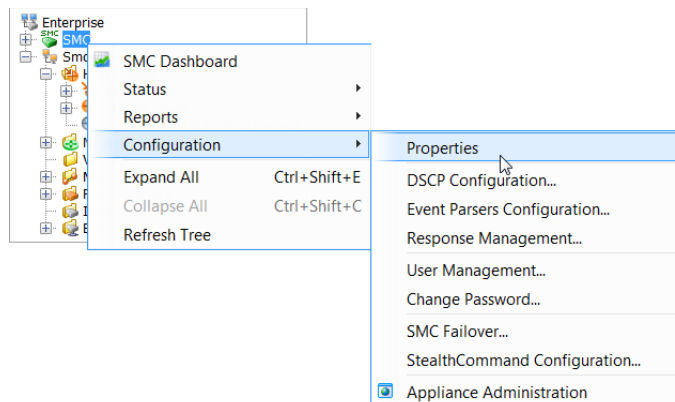 Enterprise
SMC
SMC
SMC Dashboard
Status
Reports
Configuration
Expand All Ctrl+Shift+E
Collapse All Ctrl+Shift+C
Refresh Tree
Properties
DSCP Configuration...
Event Parsers Configuration...
Response Management...
User Management...
Change Password...
SMC Failover...
StealthCommand Configuration...
Appliance Administration